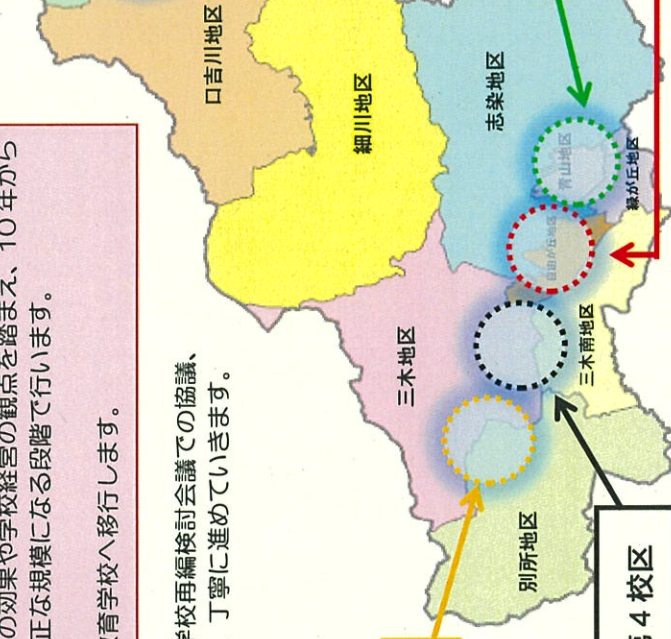 の効果や学校経営の観点を踏まえ、10年から
正な規模になる段階で行います。
育学校へ移行します。
学校再編検討会議での協議、
丁寧に進めていきます。
口吉川地区
細川地区
志染地区
青山地区
緑が丘地区
自由が丘地区
三木地区
三木南地区
別所地区
第4校区